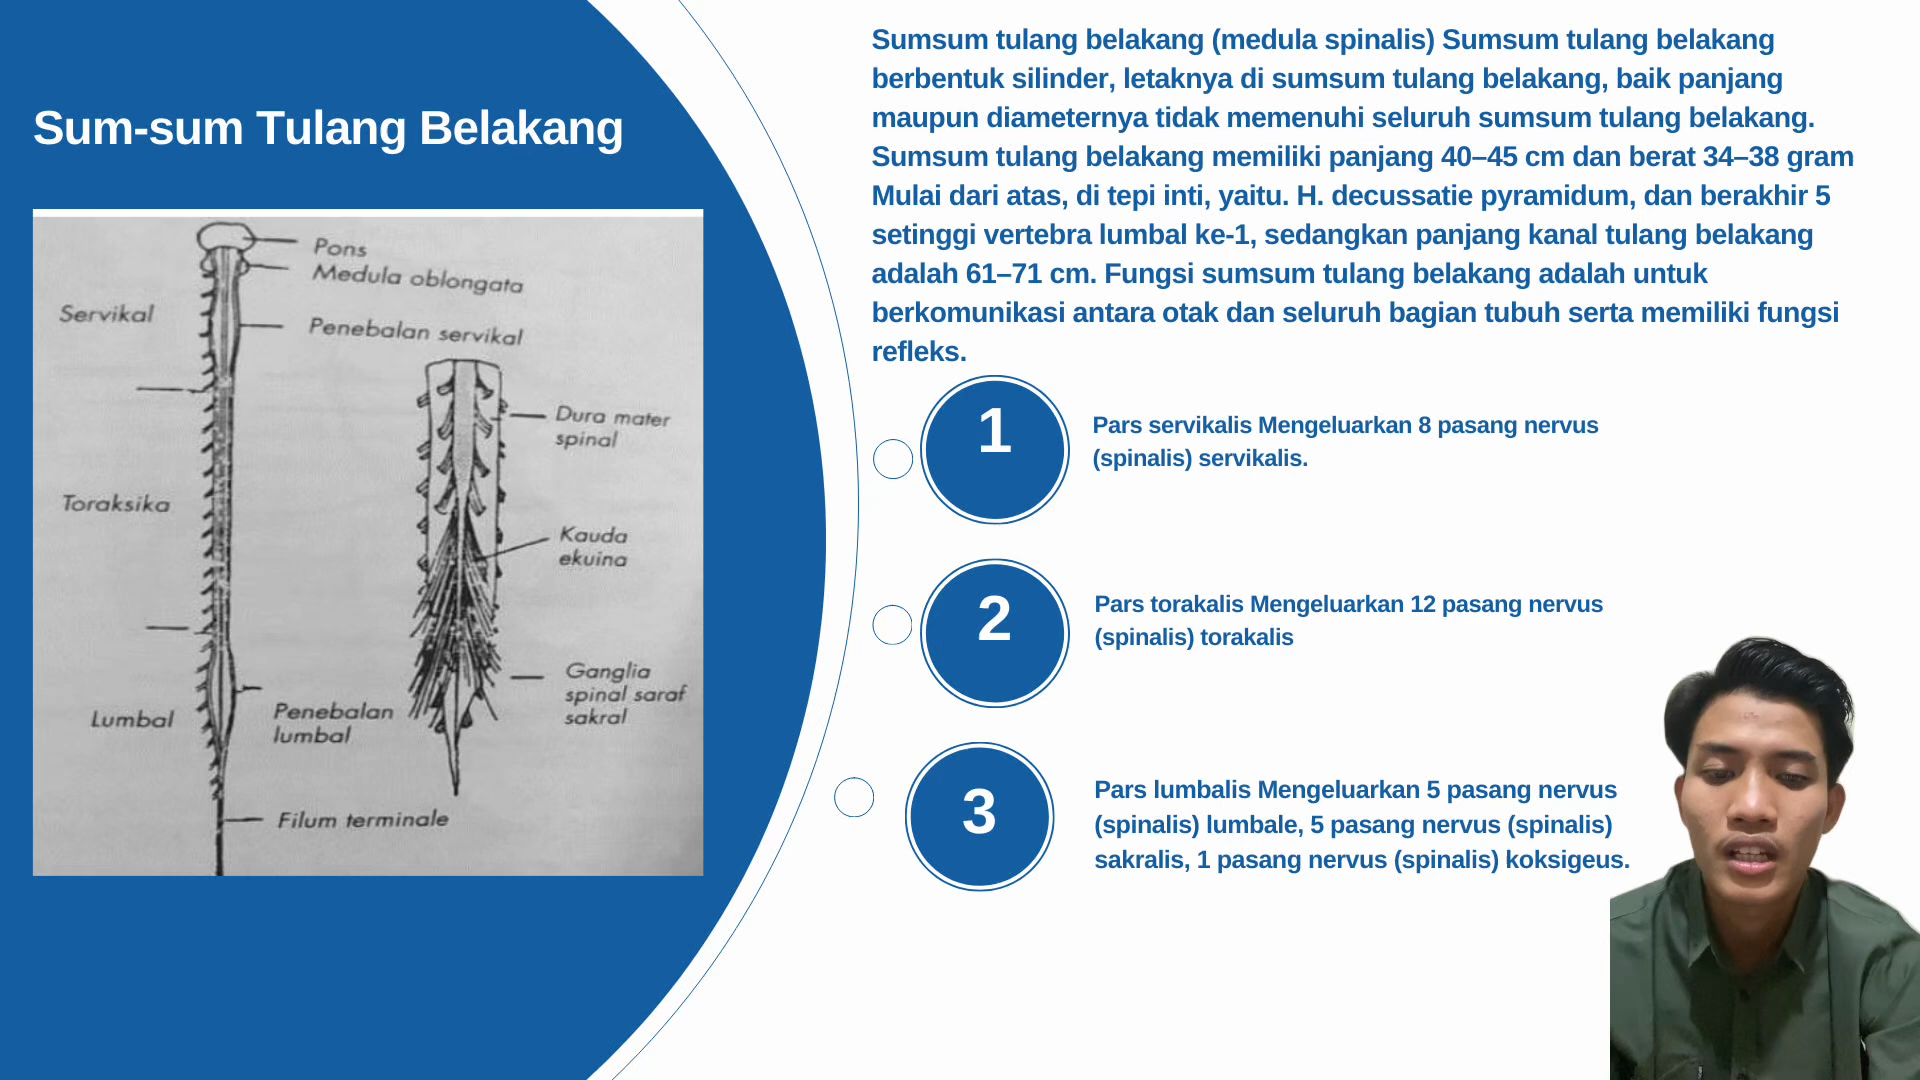 Sum-sum Tulang Belakang
Pons
Medula oblongata
Servikal
Penebalan servikal
Dura mater
spinal
Toraksika
Kauda
ekuina
Ganglia
spinal saraf
sakral
Lumbal
Penebalan
lumbal
Filum terminale
Sumsum tulang belakang (medula spinalis) Sumsum tulang belakang
berbentuk silinder, letaknya di sumsum tulang belakang, baik panjang
maupun diameternya tidak memenuhi seluruh sumsum tulang belakang.
Sumsum tulang belakang memiliki panjang 40–45 cm dan berat 34–38 gram
Mulai dari atas, di tepi inti, yaitu. H. decussatie pyramidum, dan berakhir 5
setinggi vertebra lumbal ke-1, sedangkan panjang kanal tulang belakang
adalah 61–71 cm. Fungsi sumsum tulang belakang adalah untuk
berkomunikasi antara otak dan seluruh bagian tubuh serta memiliki fungsi
refleks.
1
Pars servikalis Mengeluarkan 8 pasang nervus
(spinalis) servikalis.
2
Pars torakalis Mengeluarkan 12 pasang nervus
(spinalis) torakalis
3
Pars lumbalis Mengeluarkan 5 pasang nervus
(spinalis) lumbale, 5 pasang nervus (spinalis)
sakralis, 1 pasang nervus (spinalis) koksigeus.